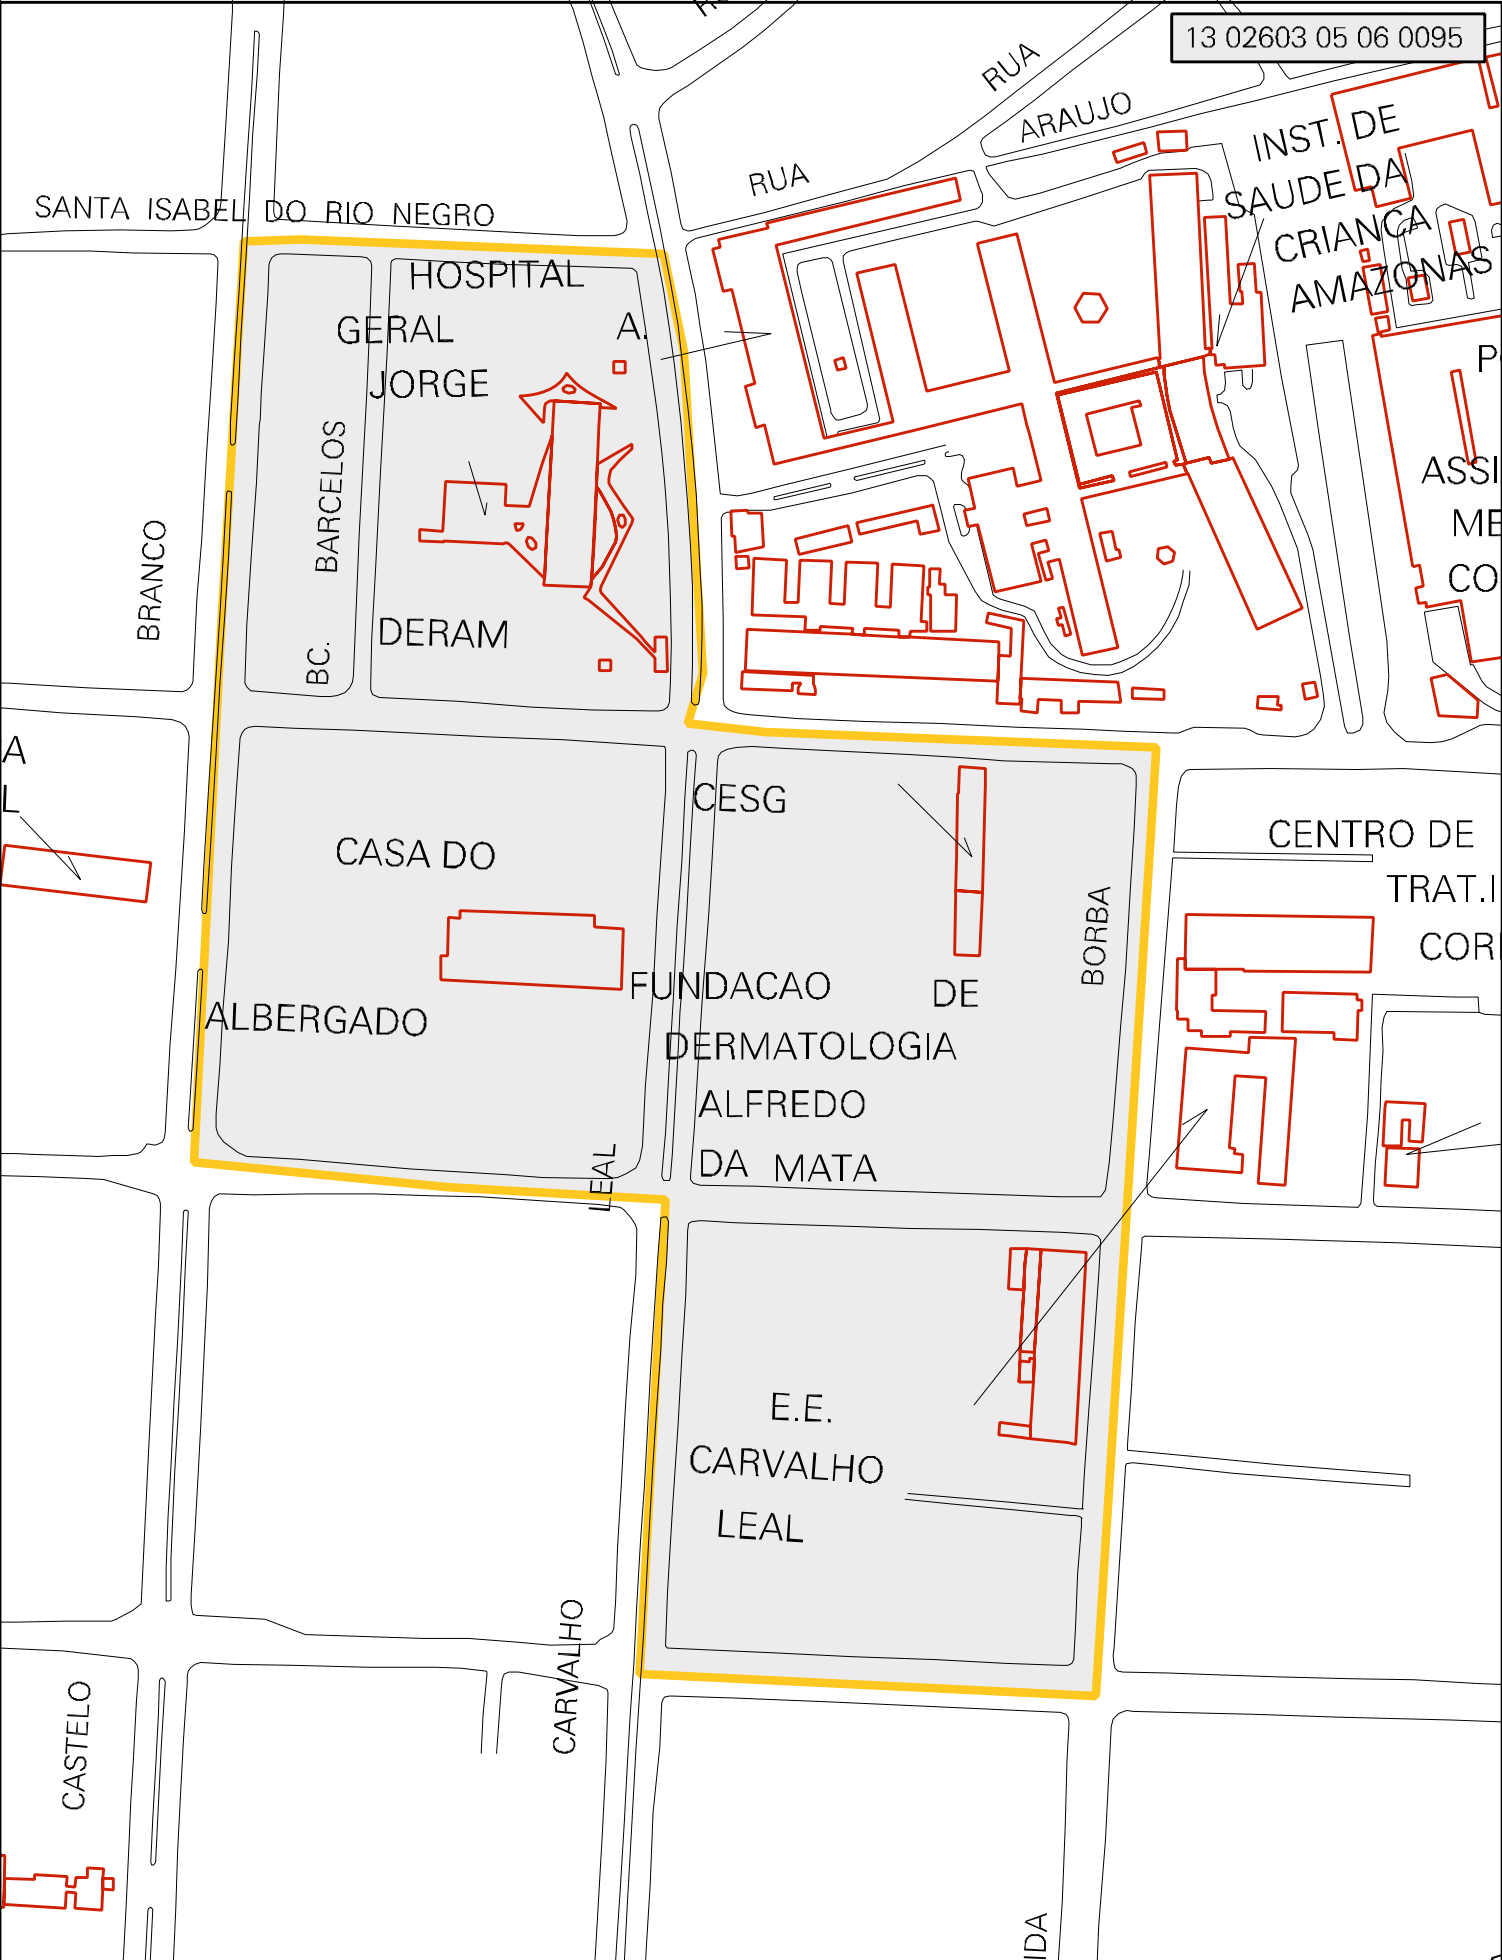 13 02603 05 06 0095
RUA
ARAUJO
RUA
INST. DE
SAUDE DA
CRIANCA
AMAZONAS
SANTA ISABEL DO RIO NEGRO
HOSPITAL
GERAL A.
JORGE
BARCELOS
BC.
BRANCO
DERAM
ASSI
ME
CO
A
L
CESG
CASA DO
CENTRO DE
TRAT.I
BORBA
FUNDACAO DE
ALBERGADO
DERMATOLOGIA
ALFREDO
DA MATA
LEAL
E.E.
CARVALHO
LEAL
CARVALHO
CASTELO
IDA